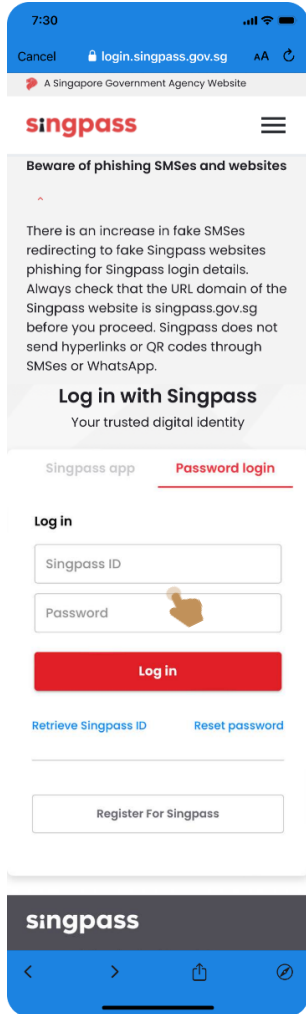 7:30
Cancel login.singpass.gov.sg AA
A Singapore Government Agency Website
singpass
Beware of phishing SMSes and websites
There is an increase in fake SMSes
redirecting to fake Singpass websites
phishing for Singpass login details.
Always check that the URL domain of the
Singpass website is singpass.gov.sg
before you proceed. Singpass does not
send hyperlinks or QR codes through
SMSes or WhatsApp.
Log in with Singpass
Your trusted digital identity
Singpass app Password login
Log in
Singpass ID
Password
Log in
Retrieve Singpass ID Reset password
Register For Singpass
singpass